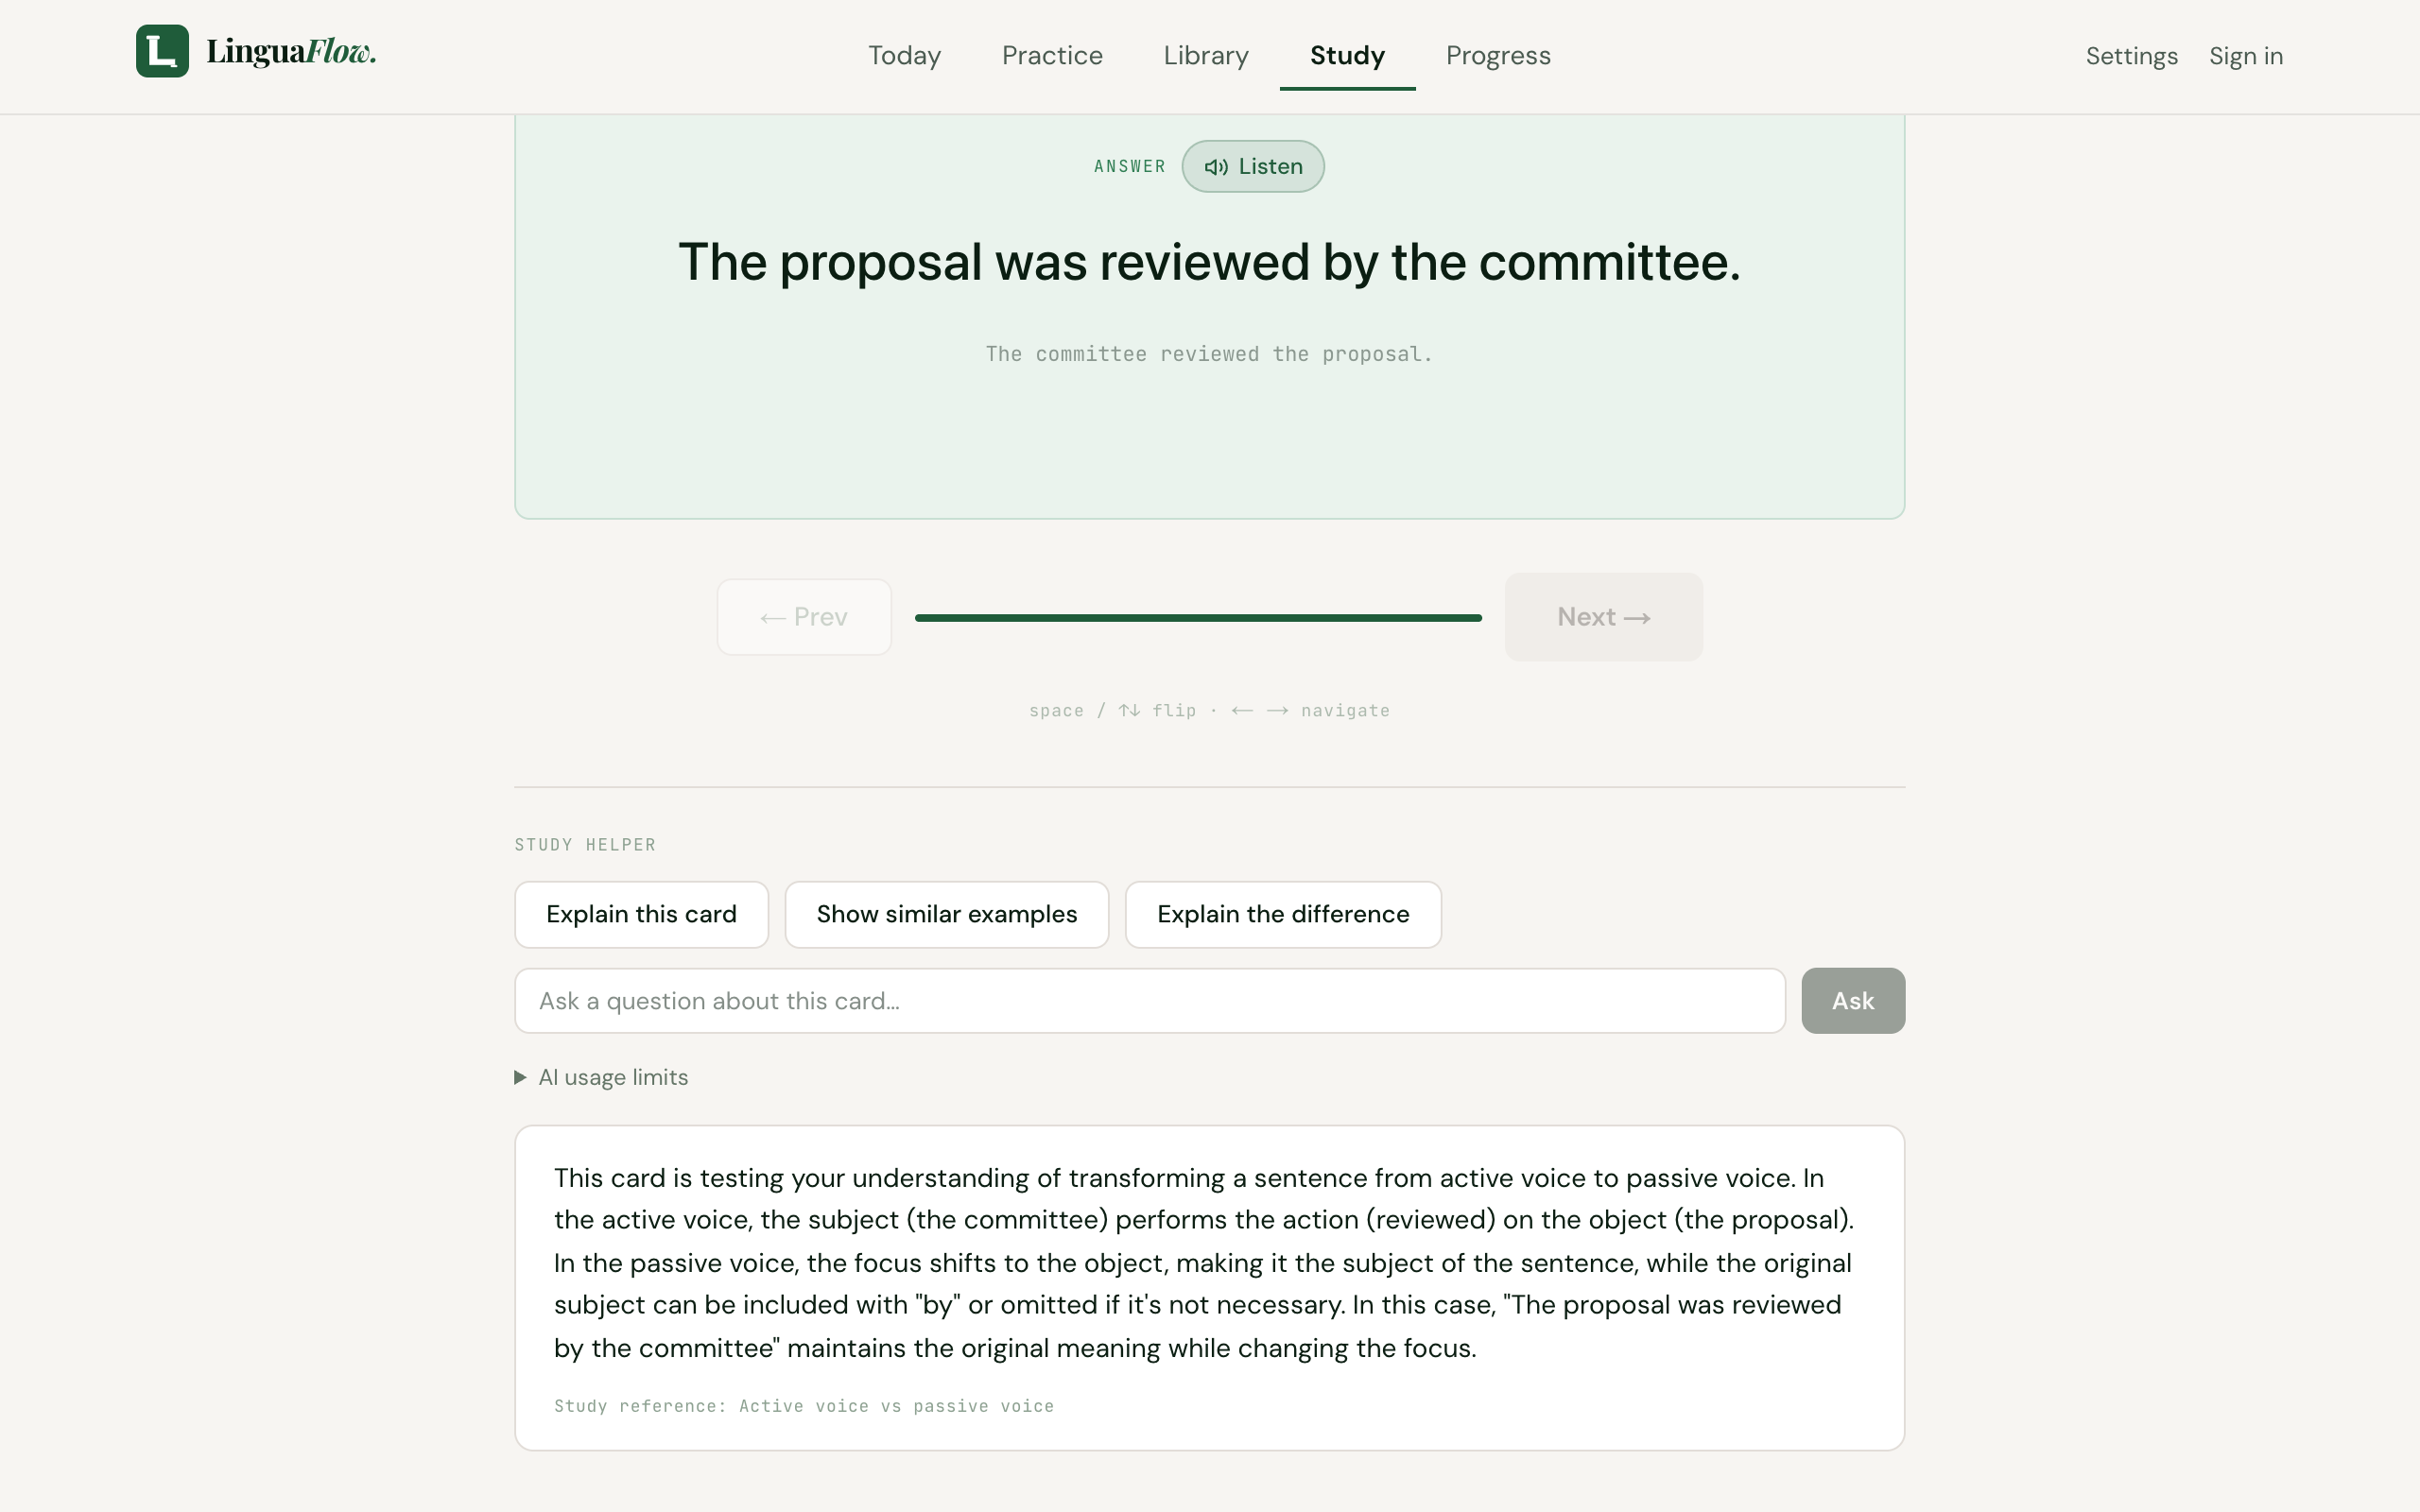 LinguaFlow.
Today Practice Library Study Progress
Settings Sign in
ANSWER Listen
The proposal was reviewed by the committee.
The committee reviewed the proposal.
← Prev
Next →
space / ↑↓ flip · ← → navigate
STUDY HELPER
Explain this card
Show similar examples
Explain the difference
Ask a question about this card…
Ask
▶ AI usage limits
This card is testing your understanding of transforming a sentence from active voice to passive voice. In
the active voice, the subject (the committee) performs the action (reviewed) on the object (the proposal).
In the passive voice, the focus shifts to the object, making it the subject of the sentence, while the original
subject can be included with "by" or omitted if it's not necessary. In this case, "The proposal was reviewed
by the committee" maintains the original meaning while changing the focus.
Study reference: Active voice vs passive voice